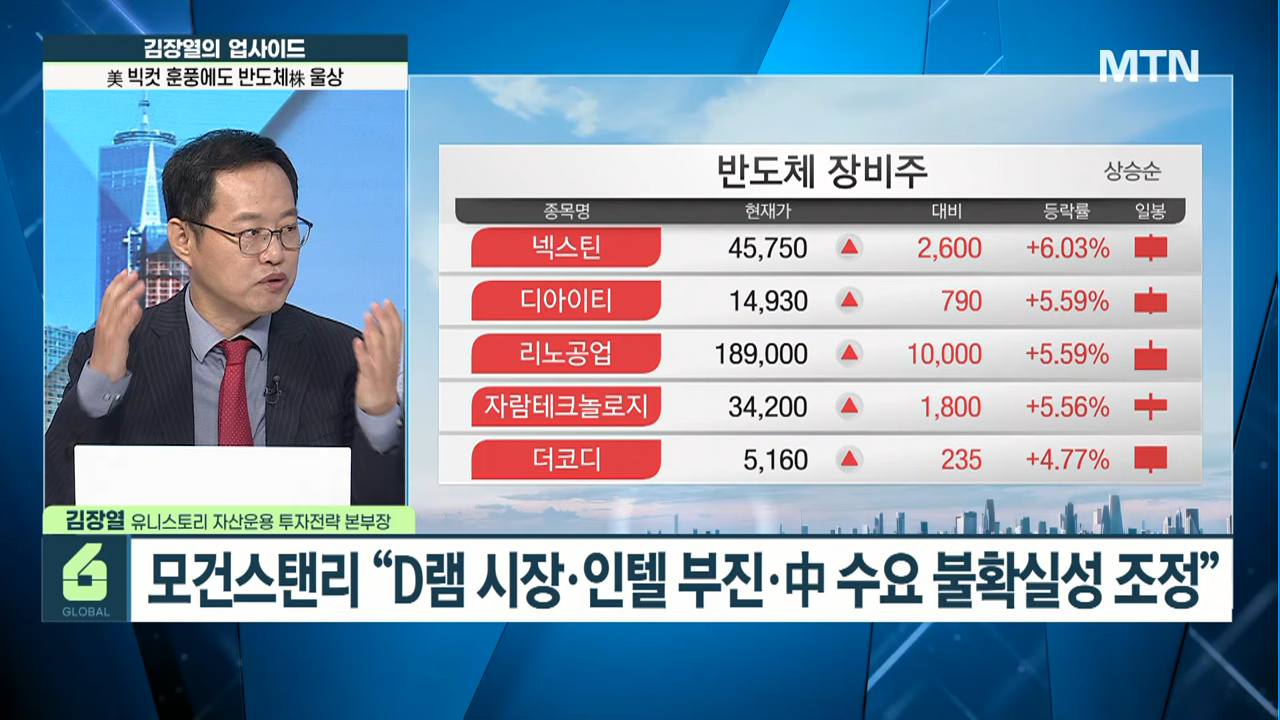 김장열의 업사이드
美 빅컷 훈풍에도 반도체株 울상
MTN
반도체 장비주
상승순
종목명 현재가 대비 등락률 일봉
넥스틴 45,750 ▲ 2,600 +6.03%
디아이티 14,930 ▲ 790 +5.59%
리노공업 189,000 ▲ 10,000 +5.59%
자람테크놀로지 34,200 ▲ 1,800 +5.56%
더코디 5,160 ▲ 235 +4.77%
김장열 유니스토리 자산운용 투자전략 본부장
6 GLOBAL
모건스탠리 “D램 시장·인텔 부진·中 수요 불확실성 조정”